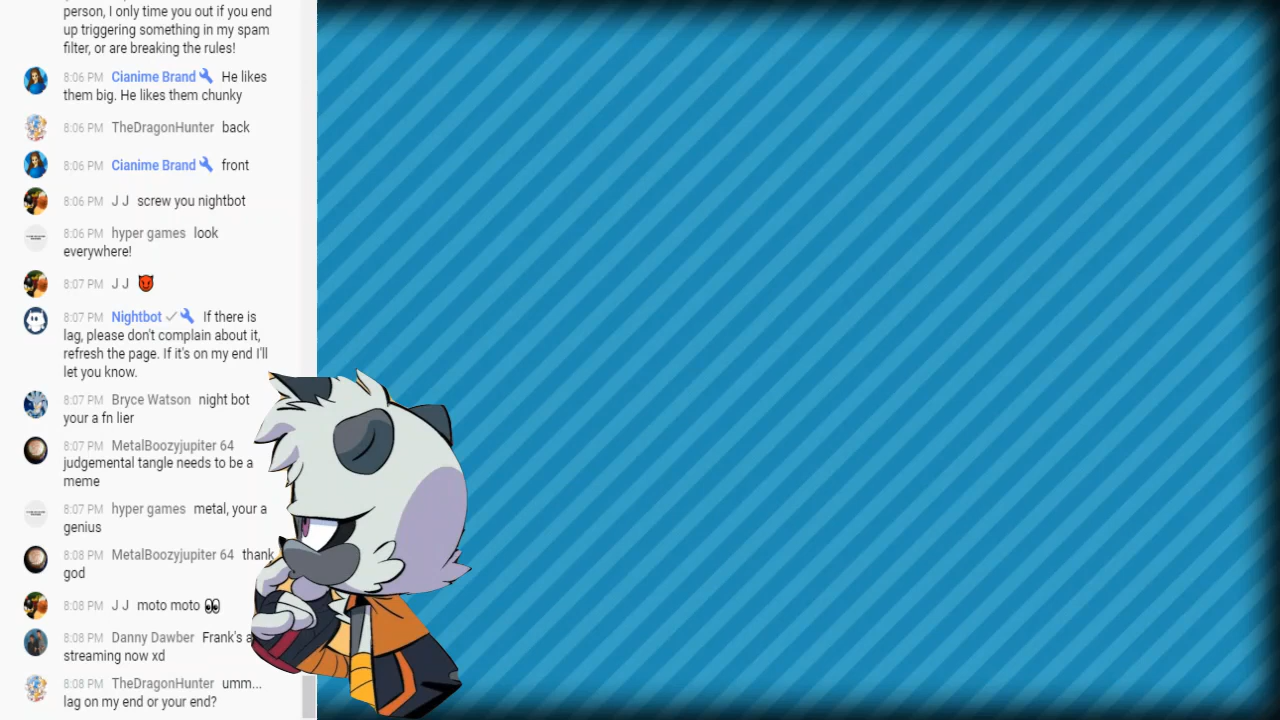 person, I only time you out if you end
up triggering something in my spam
filter, or are breaking the rules!
8:06 PM Cianime Brand He likes
them big. He likes them chunky
8:06 PM TheDragonHunter back
8:06 PM Cianime Brand front
8:06 PM J J screw you nightbot
8:06 PM hyper games look
everywhere!
8:07 PM J J 😈
8:07 PM Nightbot If there is
lag, please don't complain about it,
refresh the page. If it's on my end I'll
let you know.
8:07 PM Bryce Watson night bot
your a fn lier
8:07 PM MetalBoozyjupiter 64
judgemental tangle needs to be a
meme
8:07 PM hyper games metal, your a
genius
8:08 PM MetalBoozyjupiter 64 thank
god
8:08 PM J J moto moto 👀
8:08 PM Danny Dawber Frank's
streaming now xd
8:08 PM TheDragonHunter umm...
lag on my end or your end?